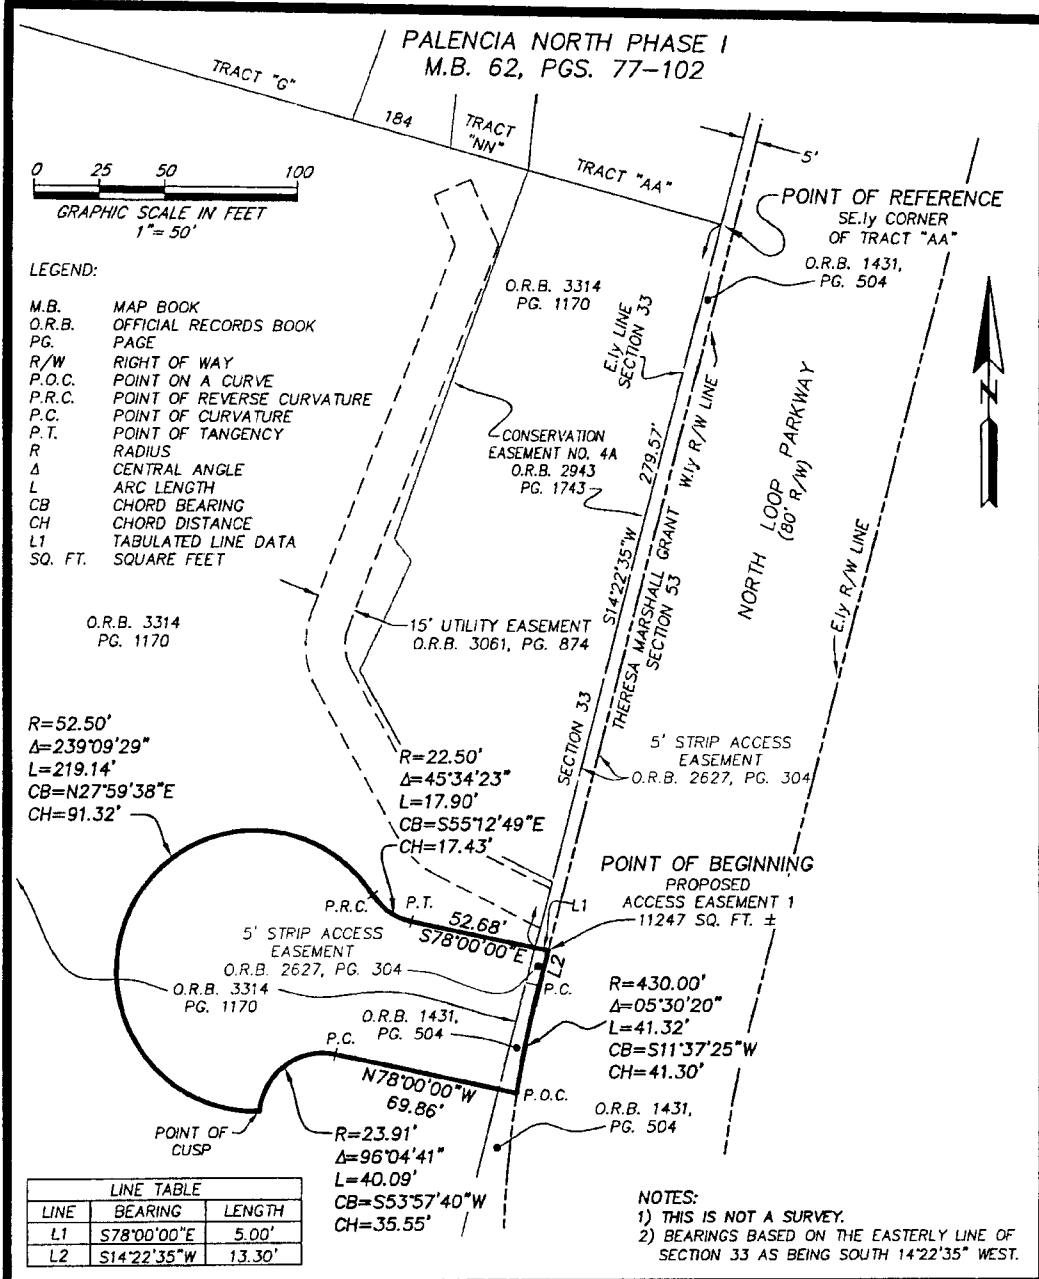 PALENCIA NORTH PHASE I
M.B. 62, PGS. 77-102
TRACT "G"
184
TRACT
"NN"
TRACT "AA"
5'
0 25 50 100
GRAPHIC SCALE IN FEET
1"= 50'
POINT OF REFERENCE
SE.ly CORNER
OF TRACT "AA"
O.R.B. 1431,
PG. 504
LEGEND:
M.B. MAP BOOK
O.R.B. OFFICIAL RECORDS BOOK
PG. PAGE
R/W RIGHT OF WAY
P.O.C. POINT ON A CURVE
P.R.C. POINT OF REVERSE CURVATURE
P.C. POINT OF CURVATURE
P.T. POINT OF TANGENCY
R RADIUS
Δ CENTRAL ANGLE
L ARC LENGTH
CB CHORD BEARING
CH CHORD DISTANCE
L1 TABULATED LINE DATA
SQ. FT. SQUARE FEET
O.R.B. 3314
PG. 1170
E.ly LINE
SECTION 33
N
CONSERVATION
EASEMENT NO. 4A
O.R.B. 2943
PG. 1743
S14°22'35"W 279.57'
W.ly R/W LINE
THERESA MARSHALL GRANT
SECTION 53
SECTION 33
NORTH LOOP PARKWAY
(80' R/W)
E.ly R/W LINE
O.R.B. 3314
PG. 1170
15' UTILITY EASEMENT
O.R.B. 3061, PG. 874
R=52.50'
Δ=239°09'29"
L=219.14'
CB=N27°59'38"E
CH=91.32'
R=22.50'
Δ=45°34'23"
L=17.90'
CB=S55°12'49"E
CH=17.43'
5' STRIP ACCESS
EASEMENT
O.R.B. 2627, PG. 304
POINT OF BEGINNING
PROPOSED
ACCESS EASEMENT 1
11247 SQ. FT. ±
L1
P.R.C.
P.T.
52.68'
S78°00'00"E
L2
P.C.
5' STRIP ACCESS
EASEMENT
O.R.B. 2627, PG. 304
O.R.B. 3314
PG. 1170
O.R.B. 1431,
PG. 504
R=430.00'
Δ=05°30'20"
L=41.32'
CB=S11°37'25"W
CH=41.30'
P.C.
N78°00'00"W
69.86'
P.O.C.
O.R.B. 1431,
PG. 504
POINT OF
CUSP
R=23.91'
Δ=96°04'41"
L=40.09'
CB=S53°57'40"W
CH=35.55'
LINE TABLE
LINE BEARING LENGTH
L1 S78°00'00"E 5.00'
L2 S14°22'35"W 13.30'
NOTES:
1) THIS IS NOT A SURVEY.
2) BEARINGS BASED ON THE EASTERLY LINE OF
SECTION 33 AS BEING SOUTH 14°22'35" WEST.